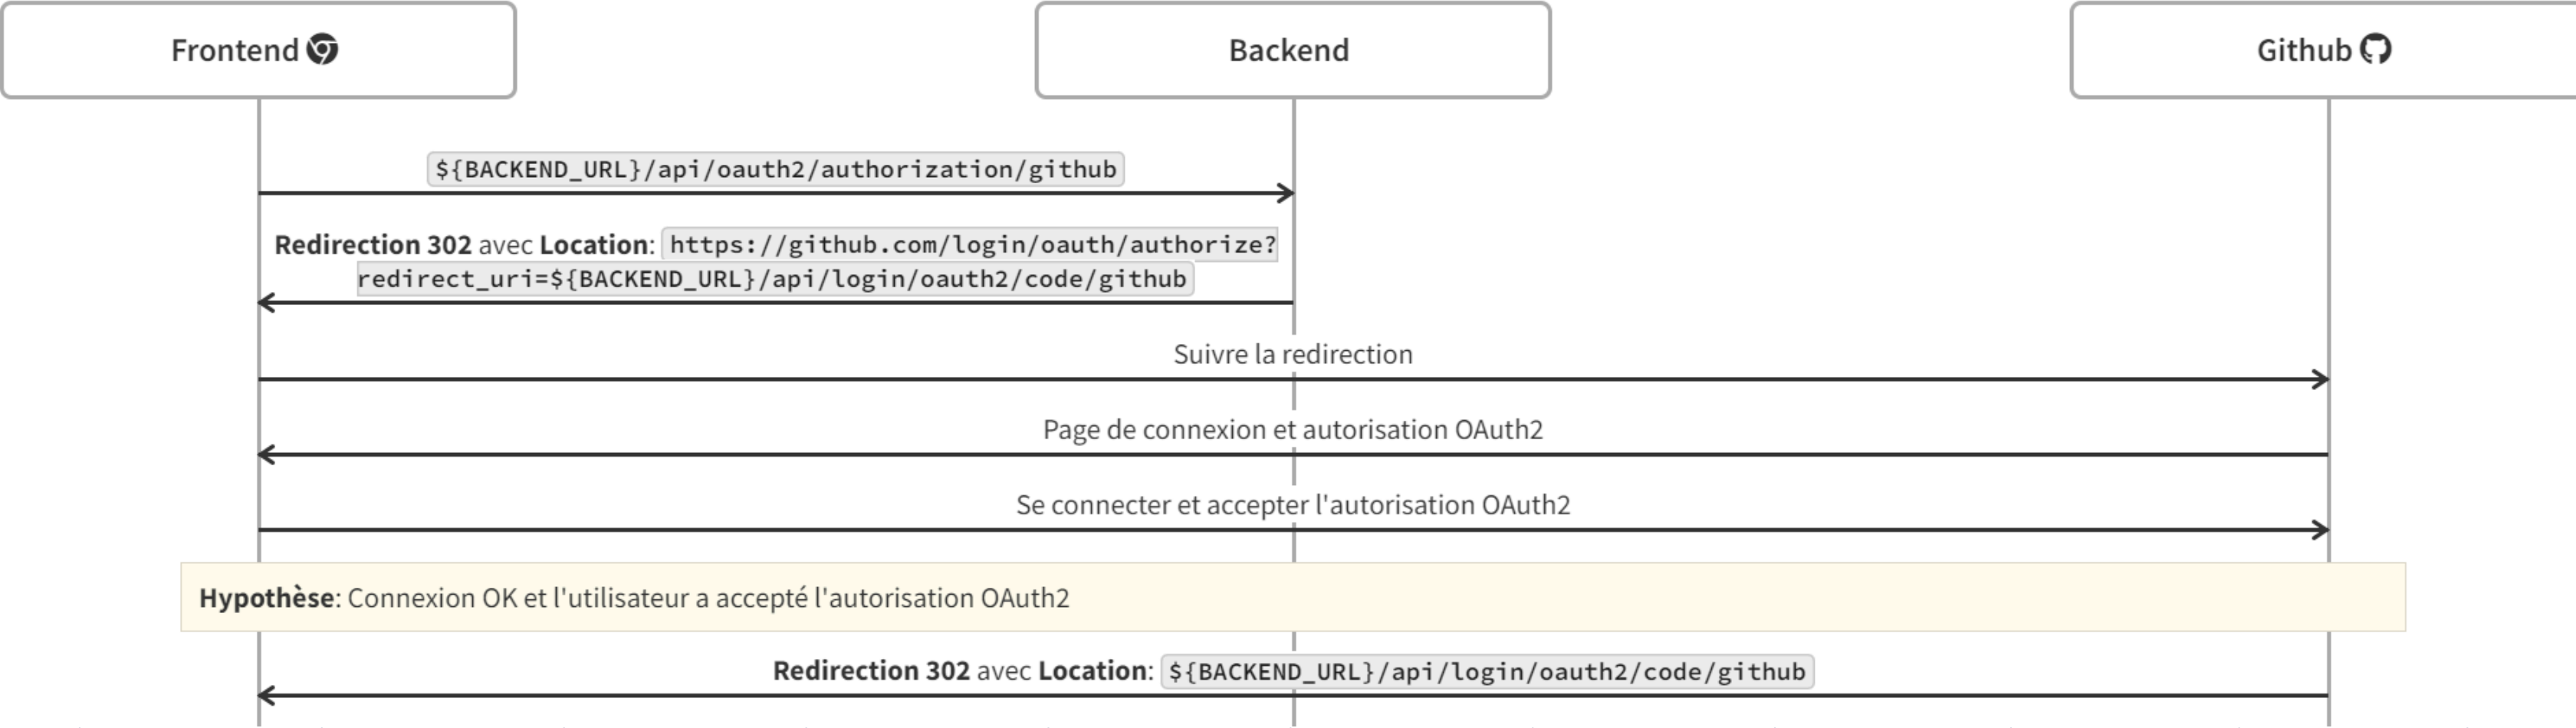 Frontend
Backend
Github
${BACKEND_URL}/api/oauth2/authorization/github
Redirection 302 avec Location: https://github.com/login/oauth/authorize?
redirect_uri=${BACKEND_URL}/api/login/oauth2/code/github
Suivre la redirection
Page de connexion et autorisation OAuth2
Se connecter et accepter l'autorisation OAuth2
Hypothèse: Connexion OK et l'utilisateur a accepté l'autorisation OAuth2
Redirection 302 avec Location: ${BACKEND_URL}/api/login/oauth2/code/github